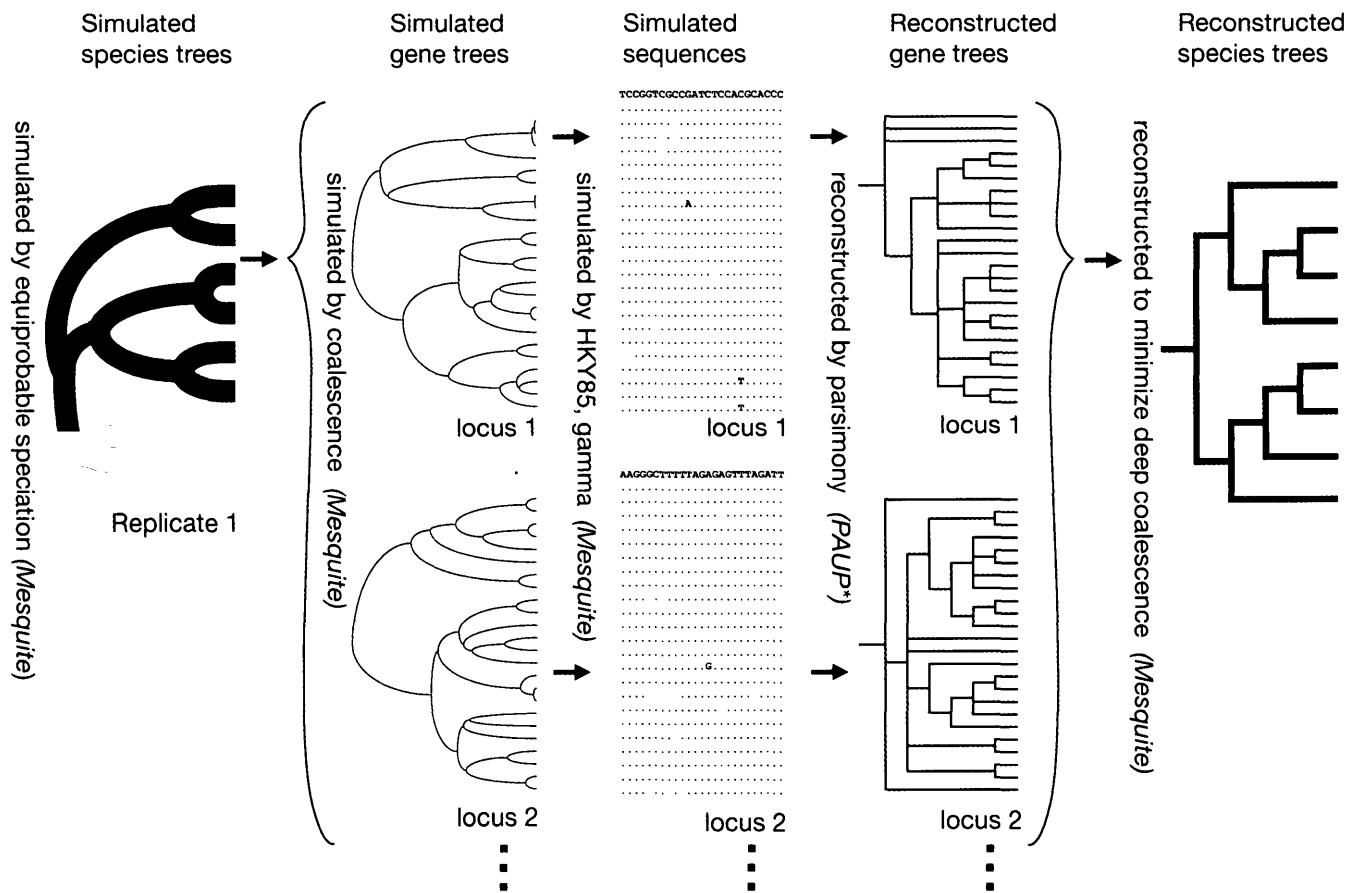 Simulated
species trees
Simulated
gene trees
Simulated
sequences
Reconstructed
gene trees
Reconstructed
species trees
simulated by equiprobable speciation (Mesquite)
Replicate 1
simulated by coalescence (Mesquite)
locus 1
locus 2
simulated by HKY85, gamma (Mesquite)
TCCGGTCGCCGATCTCCACGCACCC
A
T
T
locus 1
AAGGGCTTTTTAGAGAGTTTAGATT
G
locus 2
reconstructed by parsimony (PAUP*)
locus 1
locus 2
reconstructed to minimize deep coalescence (Mesquite)